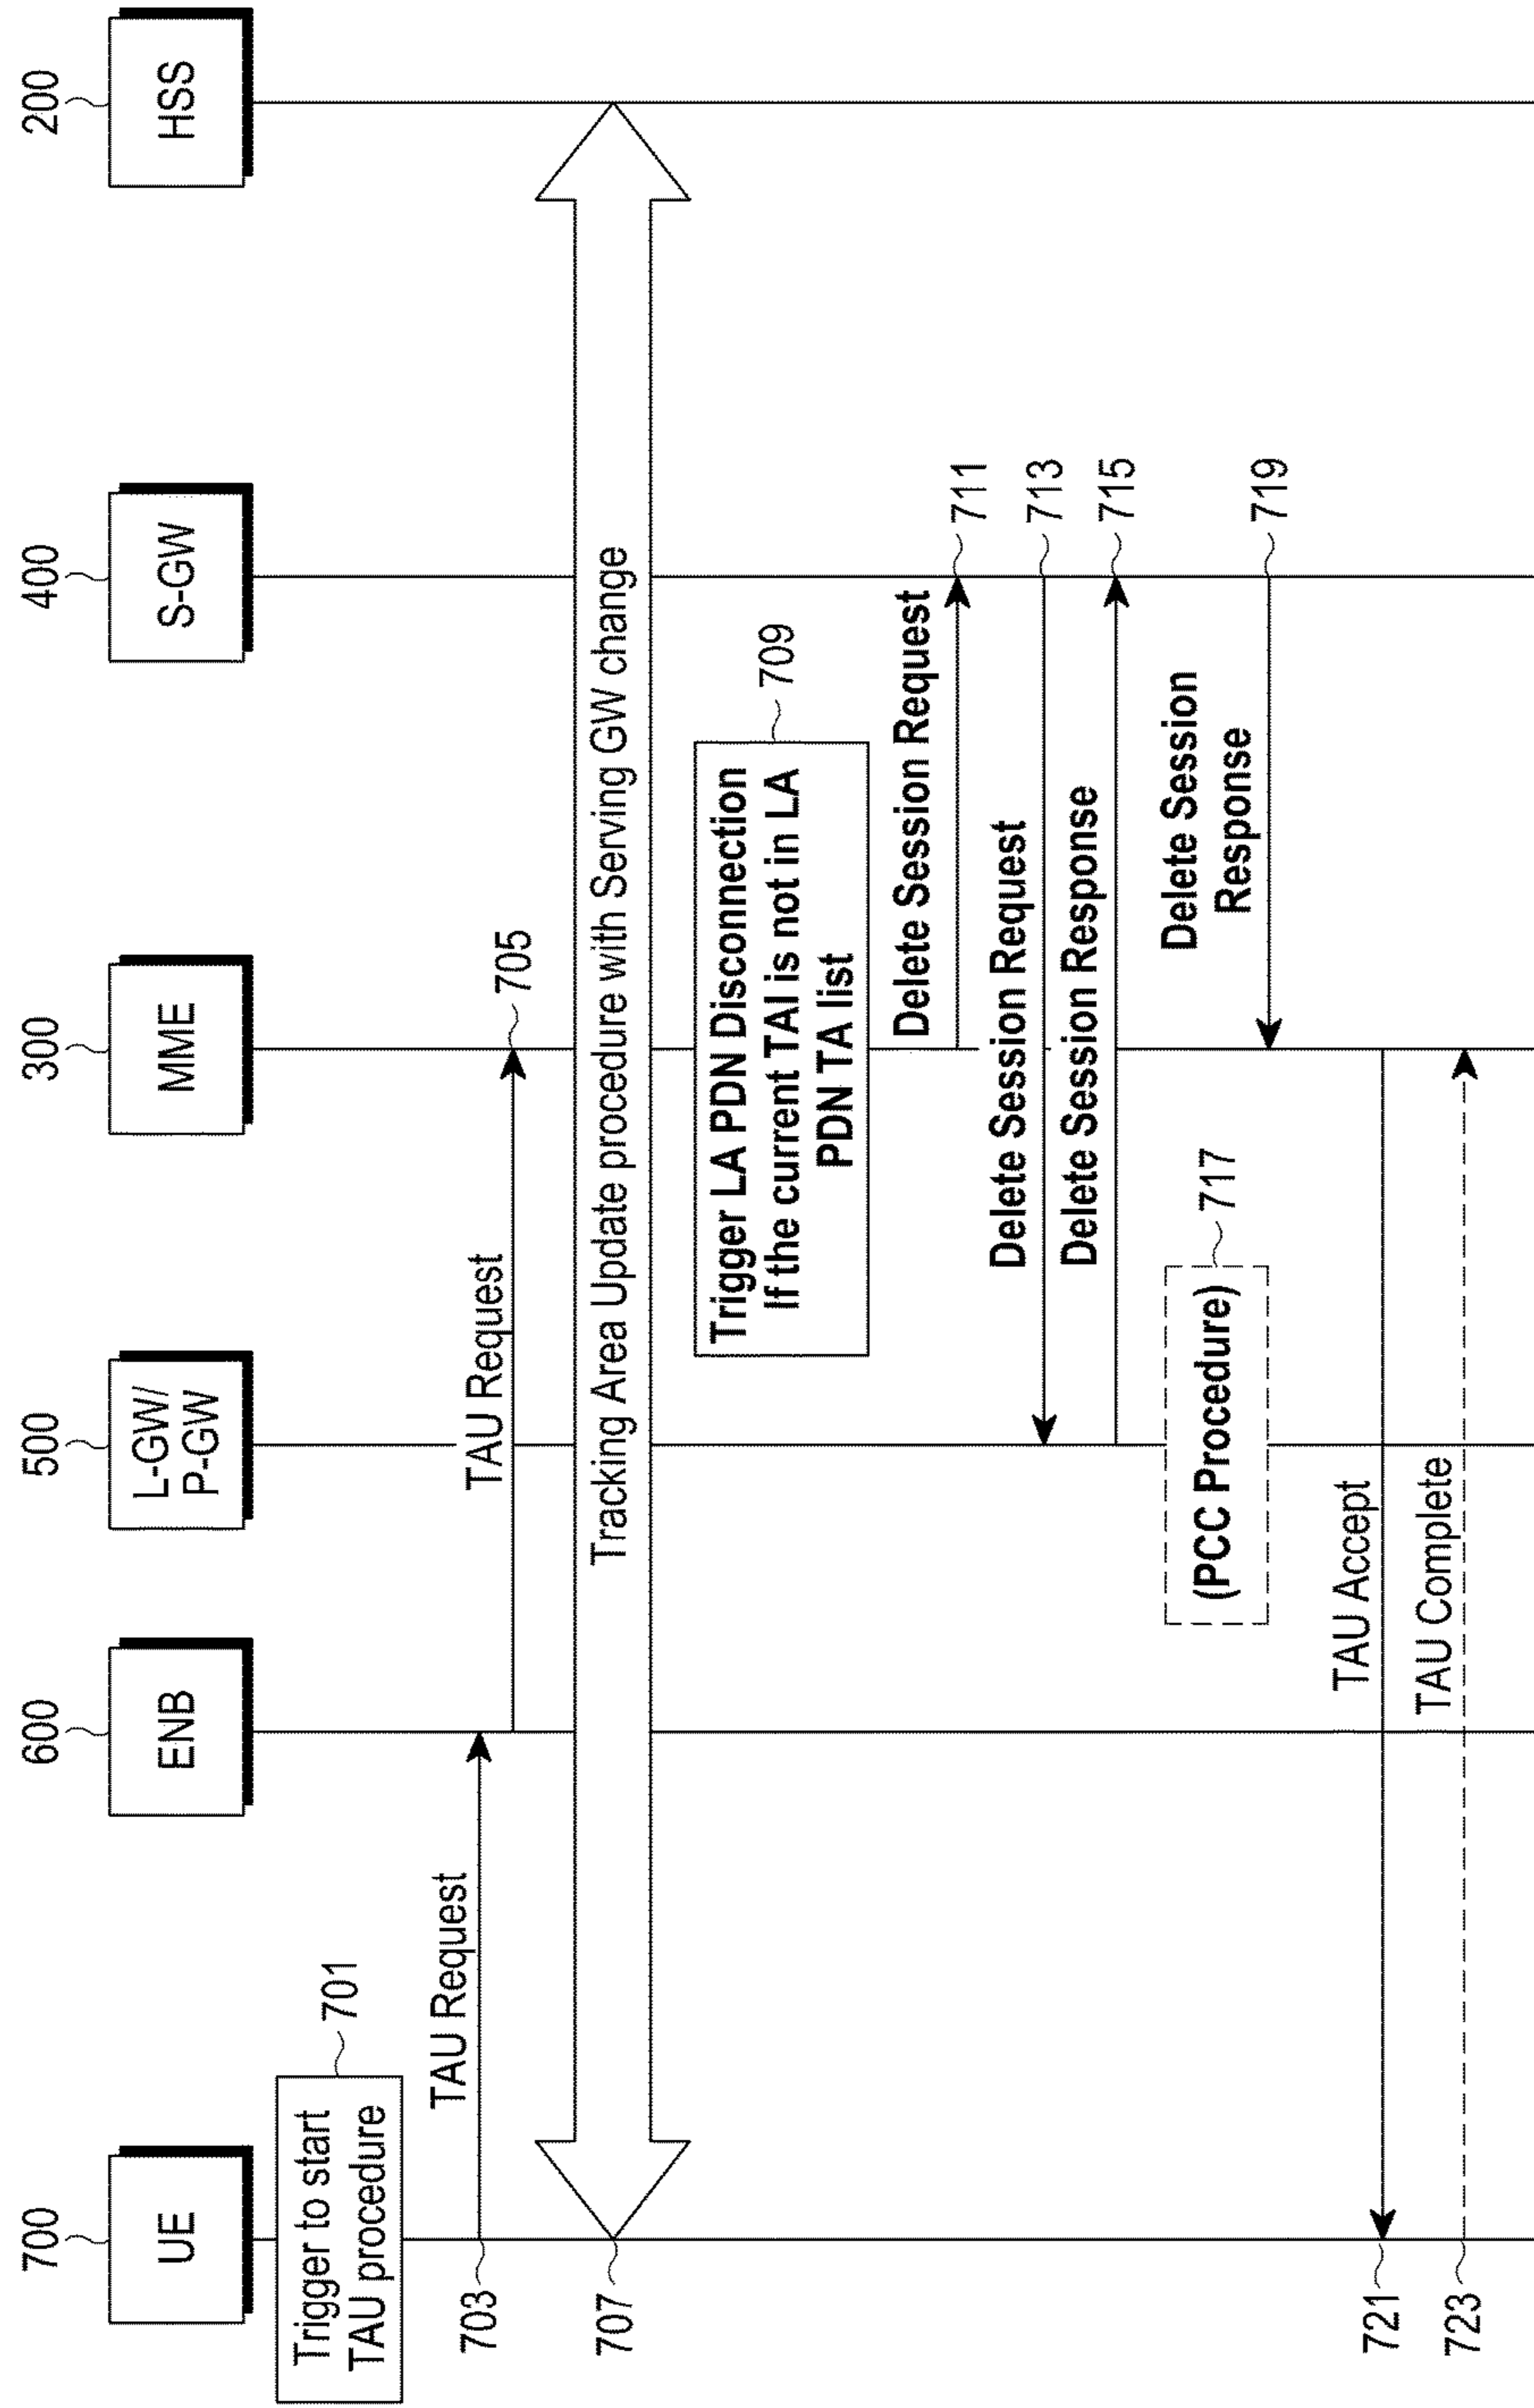 700
600
500
300
400
200
UE
ENB
L-GW/
P-GW
MME
S-GW
HSS
Trigger to start
TAU procedure
701
TAU Request
703
TAU Request
705
Tracking Area Update procedure with Serving GW change
707
Trigger LA PDN Disconnection
If the current TAI is not in LA
PDN TA list
709
Delete Session Request
711
Delete Session Request
713
Delete Session Response
715
(PCC Procedure)
717
Delete Session
Response
719
TAU Accept
721
TAU Complete
723